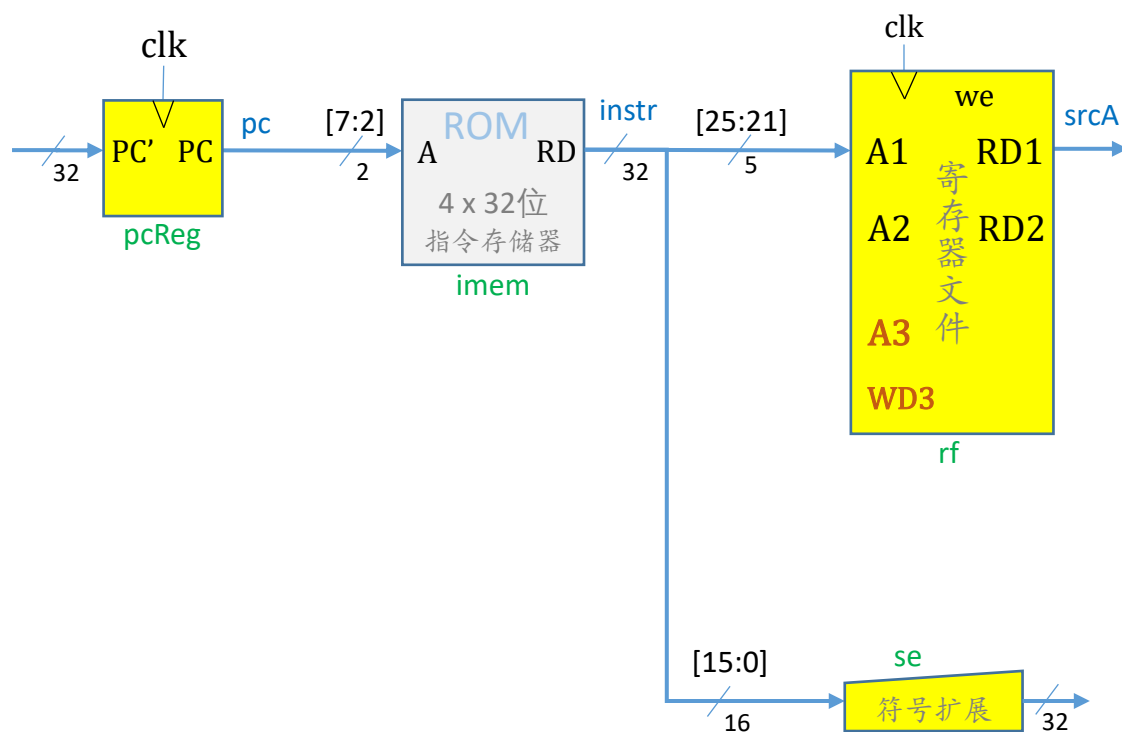 clk
clk
pc
[7:2]
ROM
instr
[25:21]
we
srcA
32
PC’
PC
2
A
RD
32
5
A1
RD1
4 x 32位
指令存储器
寄存器文件
A2
RD2
pcReg
imem
A3
WD3
rf
[15:0]
se
16
符号扩展
32